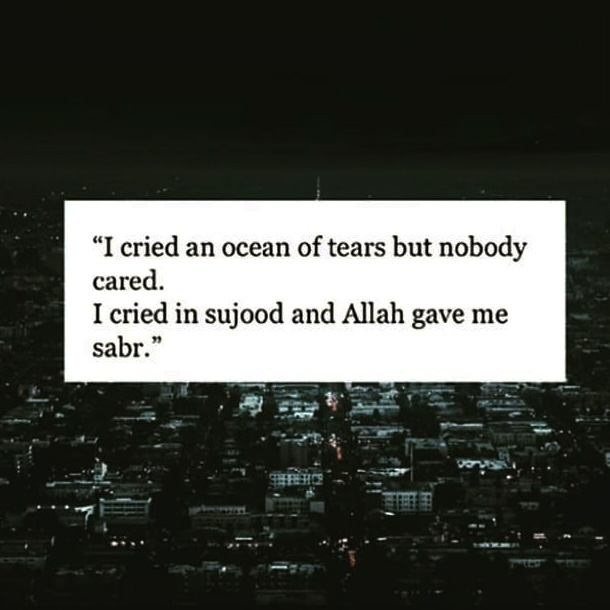 “I cried an ocean of tears but nobody
cared.
I cried in sujood and Allah gave me
sabr.”